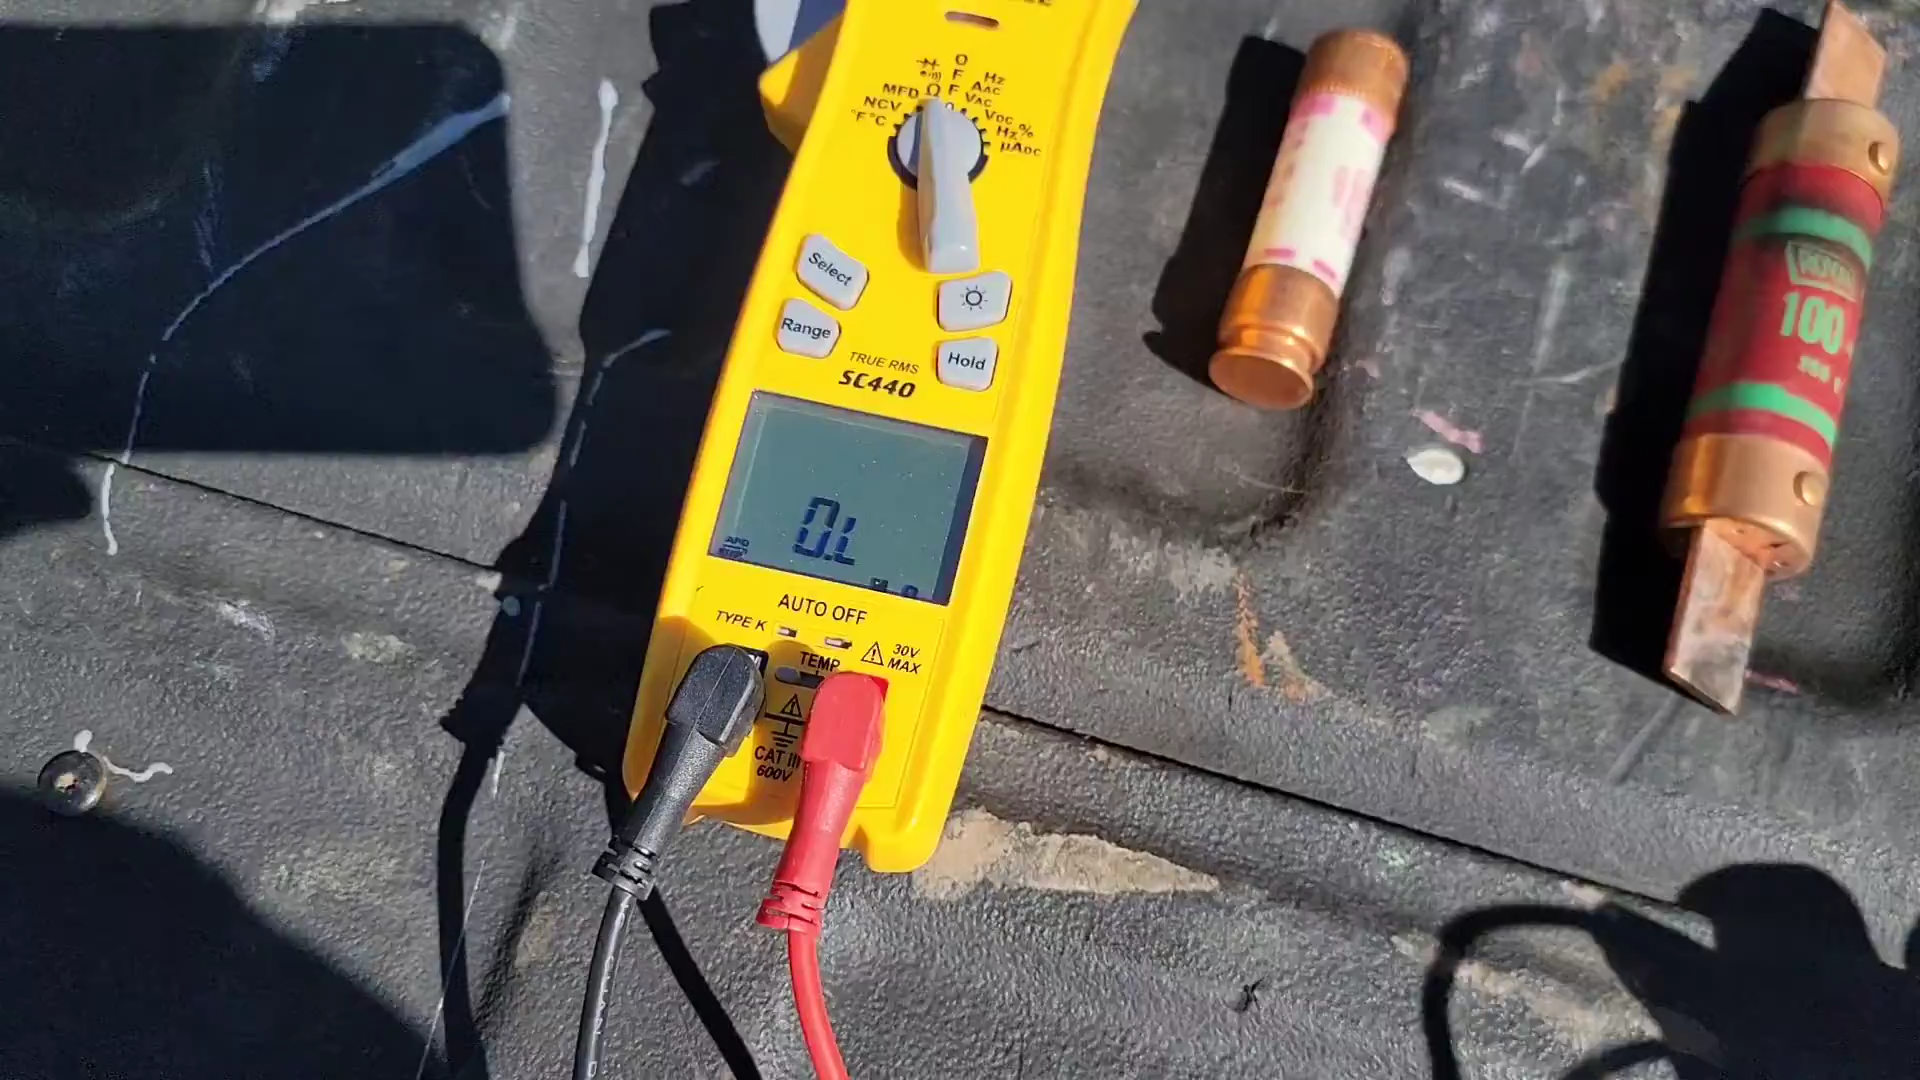 Ω F Hz
MFD Ω F AAC
VAC
NCV VDC %
°F °C Hz%
µADC
Select
Range
Hold
TRUE RMS
SC440
O.L
APO
AUTO OFF
TYPE K
30V
MAX
TEMP
CAT III
600V
100